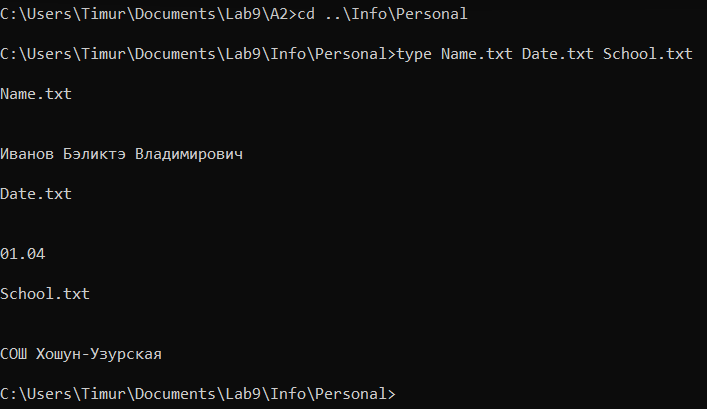 C:\Users\Timur\Documents\Lab9\A2>cd ..\Info\Personal
C:\Users\Timur\Documents\Lab9\Info\Personal>type Name.txt Date.txt School.txt
Name.txt
Иванов Бэликтэ Владимирович
Date.txt
01.04
School.txt
СОШ Хошун-Узурская
C:\Users\Timur\Documents\Lab9\Info\Personal>